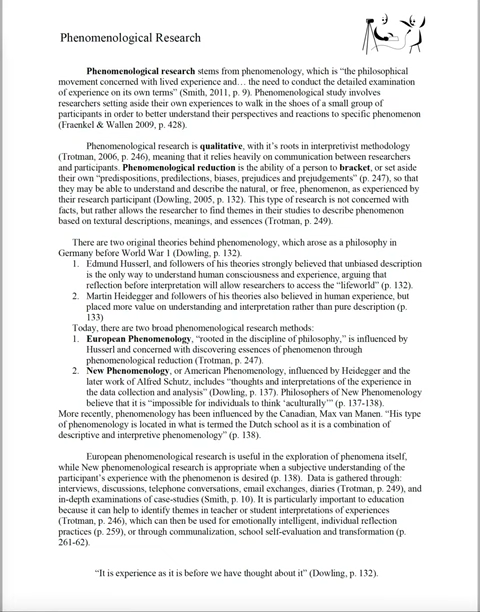 Phenomenological Research
Phenomenological research stems from phenomenology, which is “the philosophical
movement concerned with lived experience and… the need to conduct the detailed examination
of experience on its own terms” (Smith, 2011, p. 9). Phenomenological study involves
researchers setting aside their own experiences to walk in the shoes of a small group of
participants in order to better understand their perspectives and reactions to specific phenomenon
(Fraenkel & Wallen 2009, p. 428).
Phenomenological research is qualitative, with it’s roots in interpretivist methodology
(Trotman, 2006, p. 246), meaning that it relies heavily on communication between researchers
and participants. Phenomenological reduction is the ability of a person to bracket, or set aside
their own “predispositions, predilections, biases, prejudices and prejudgements” (p. 247), so that
they may be able to understand and describe the natural, or free, phenomenon, as experienced by
their research participant (Dowling, 2005, p. 132). This type of research is not concerned with
facts, but rather allows the researcher to find themes in their studies to describe phenomenon
based on textural descriptions, meanings, and essences (Trotman, p. 249).
There are two original theories behind phenomenology, which arose as a philosophy in
Germany before World War 1 (Dowling, p. 132).
1. Edmund Husserl, and followers of his theories strongly believed that unbiased description
is the only way to understand human consciousness and experience, arguing that
reflection before interpretation will allow researchers to access the “lifeworld” (p. 132).
2. Martin Heidegger and followers of his theories also believed in human experience, but
placed more value on understanding and interpretation rather than pure description (p.
133)
Today, there are two broad phenomenological research methods:
1. European Phenomenology, “rooted in the discipline of philosophy,” is influenced by
Husserl and concerned with discovering essences of phenomenon through
phenomenological reduction (Trotman, p. 247).
2. New Phenomenology, or American Phenomenology, influenced by Heidegger and the
later work of Alfred Schutz, includes “thoughts and interpretations of the experience in
the data collection and analysis” (Dowling, p. 137). Philosophers of New Phenomenology
believe that it is “impossible for individuals to think ‘aculturally’” (p. 137-138).
More recently, phenomenology has been influenced by the Canadian, Max van Manen. “His type
of phenomenology is located in what is termed the Dutch school as it is a combination of
descriptive and interpretive phenomenology” (p. 138).
European phenomenological research is useful in the exploration of phenomena itself,
while New phenomenological research is appropriate when a subjective understanding of the
participant’s experience with the phenomenon is desired (p. 138). Data is gathered through:
interviews, discussions, telephone conversations, email exchanges, diaries (Trotman, p. 249), and
in-depth examinations of case-studies (Smith, p. 10). It is particularly important to education
because it can help to identify themes in teacher or student interpretations of experiences
(Trotman, p. 246), which can then be used for emotionally intelligent, individual reflection
practices (p. 259), or through communalization, school self-evaluation and transformation (p.
261-62).
“It is experience as it is before we have thought about it” (Dowling, p. 132).